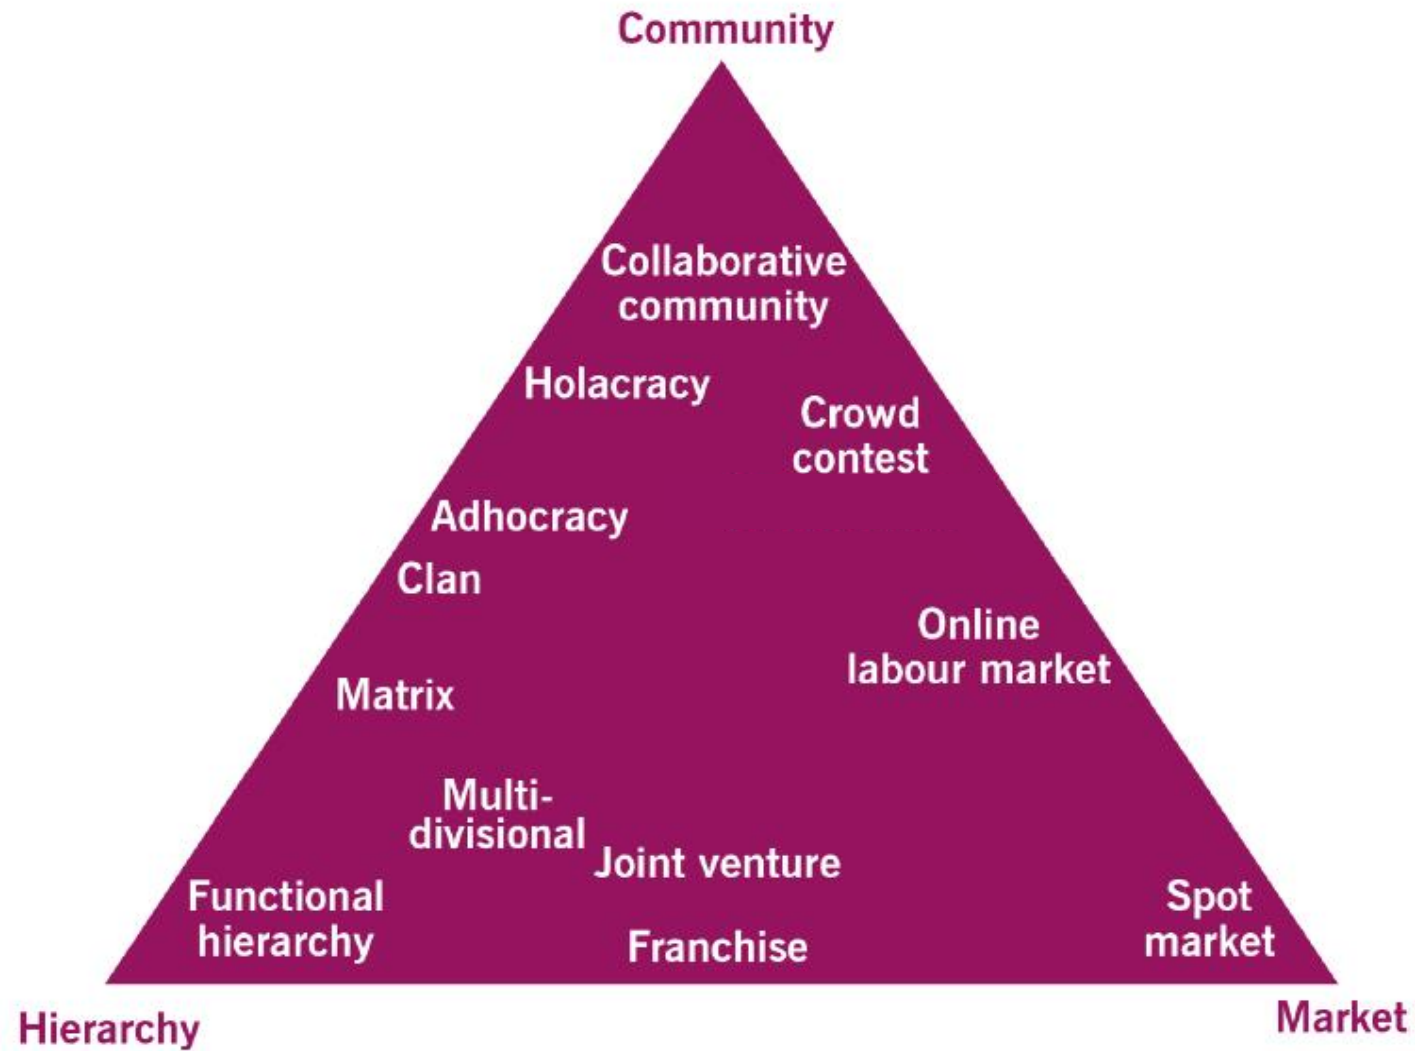 Community
Collaborative
community
Holacracy
Crowd
contest
Adhocracy
Clan
Online
labour market
Matrix
Multi-
divisional
Joint venture
Functional
hierarchy
Franchise
Spot
market
Hierarchy
Market